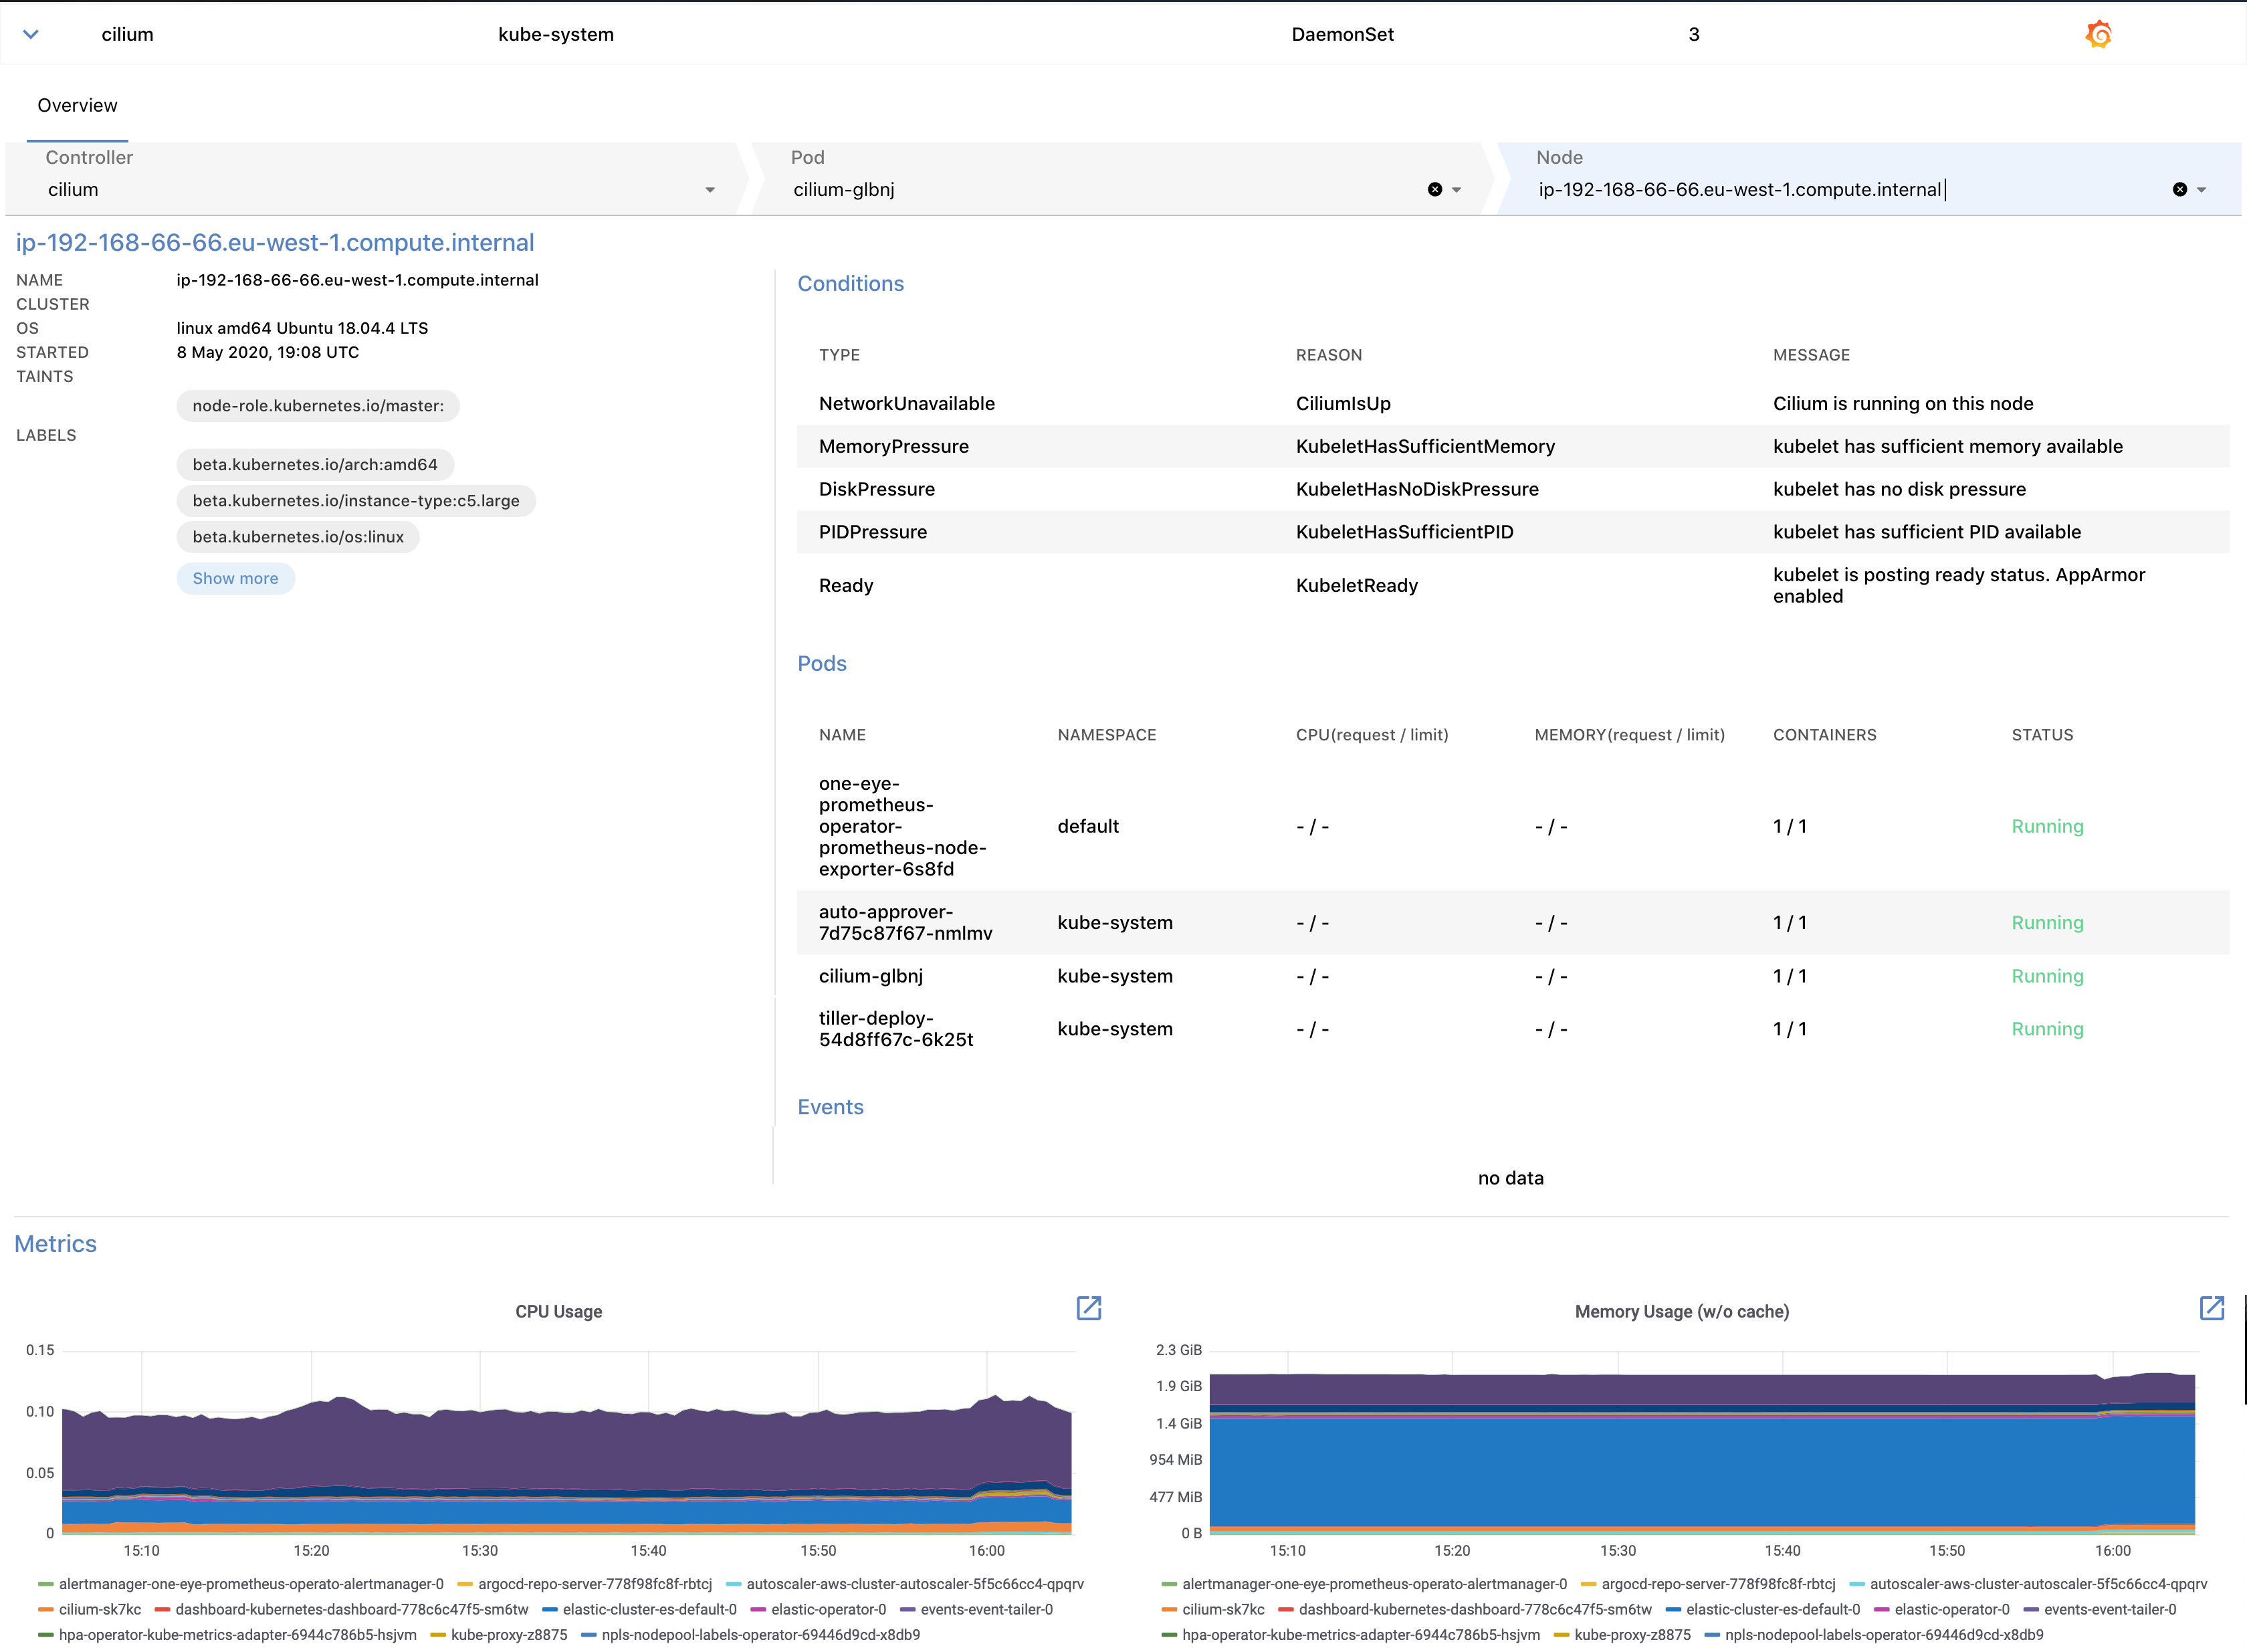 cilium kube-system DaemonSet 3
Overview
Controller Pod Node
cilium cilium-glbnj ip-192-168-66-66.eu-west-1.compute.internal
ip-192-168-66-66.eu-west-1.compute.internal
NAME ip-192-168-66-66.eu-west-1.compute.internal
CLUSTER
OS linux amd64 Ubuntu 18.04.4 LTS
STARTED 8 May 2020, 19:08 UTC
TAINTS
node-role.kubernetes.io/master:
LABELS
beta.kubernetes.io/arch:amd64
beta.kubernetes.io/instance-type:c5.large
beta.kubernetes.io/os:linux
Show more
Conditions
TYPE REASON MESSAGE
NetworkUnavailable CiliumIsUp Cilium is running on this node
MemoryPressure KubeletHasSufficientMemory kubelet has sufficient memory available
DiskPressure KubeletHasNoDiskPressure kubelet has no disk pressure
PIDPressure KubeletHasSufficientPID kubelet has sufficient PID available
Ready KubeletReady kubelet is posting ready status. AppArmor
enabled
Pods
NAME NAMESPACE CPU(request / limit) MEMORY(request / limit) CONTAINERS STATUS
one-eye-
prometheus-
operator- default - / - - / - 1 / 1 Running
prometheus-node-
exporter-6s8fd
auto-approver-
7d75c87f67-nmlmv kube-system - / - - / - 1 / 1 Running
cilium-glbnj kube-system - / - - / - 1 / 1 Running
tiller-deploy-
54d8ff67c-6k25t kube-system - / - - / - 1 / 1 Running
Events
no data
Metrics
CPU Usage
0.15
0.10
0.05
0
15:10 15:20 15:30 15:40 15:50 16:00
alertmanager-one-eye-prometheus-operato-alertmanager-0 argocd-repo-server-778f98fc8f-rbtcj autoscaler-aws-cluster-autoscaler-5f5c66cc4-qpqrv
cilium-sk7kc dashboard-kubernetes-dashboard-778c6c47f5-sm6tw elastic-cluster-es-default-0 elastic-operator-0 events-event-tailer-0
hpa-operator-kube-metrics-adapter-6944c786b5-hsjvm kube-proxy-z8875 npls-nodepool-labels-operator-69446d9cd-x8db9
Memory Usage (w/o cache)
2.3 GiB
1.9 GiB
1.4 GiB
954 MiB
477 MiB
0 B
15:10 15:20 15:30 15:40 15:50 16:00
alertmanager-one-eye-prometheus-operato-alertmanager-0 argocd-repo-server-778f98fc8f-rbtcj autoscaler-aws-cluster-autoscaler-5f5c66cc4-qpqrv
cilium-sk7kc dashboard-kubernetes-dashboard-778c6c47f5-sm6tw elastic-cluster-es-default-0 elastic-operator-0 events-event-tailer-0
hpa-operator-kube-metrics-adapter-6944c786b5-hsjvm kube-proxy-z8875 npls-nodepool-labels-operator-69446d9cd-x8db9